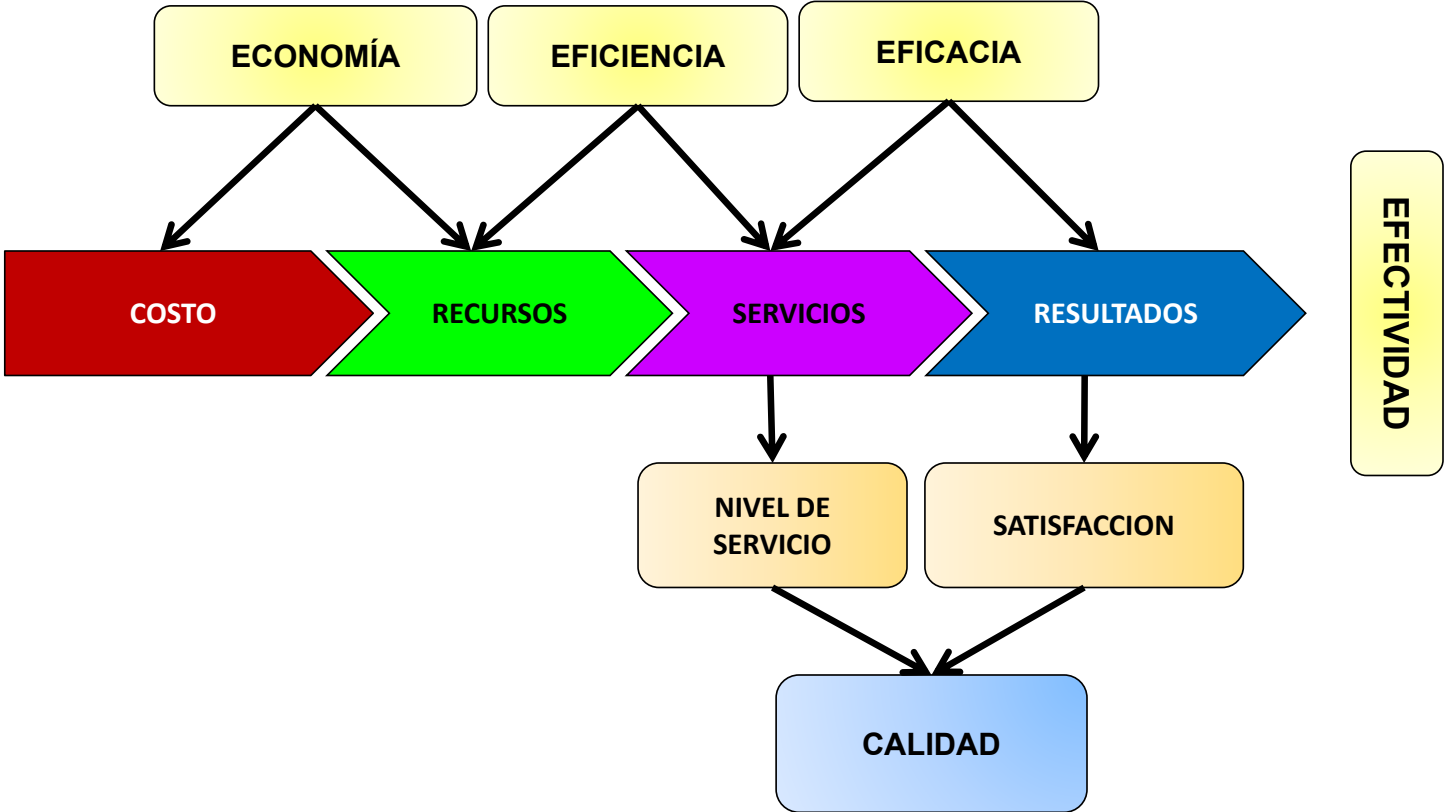 ECONOMÍA
EFICIENCIA
EFICACIA
EFECTIVIDAD
COSTO
RECURSOS
SERVICIOS
RESULTADOS
NIVEL DE
SERVICIO
SATISFACCION
CALIDAD